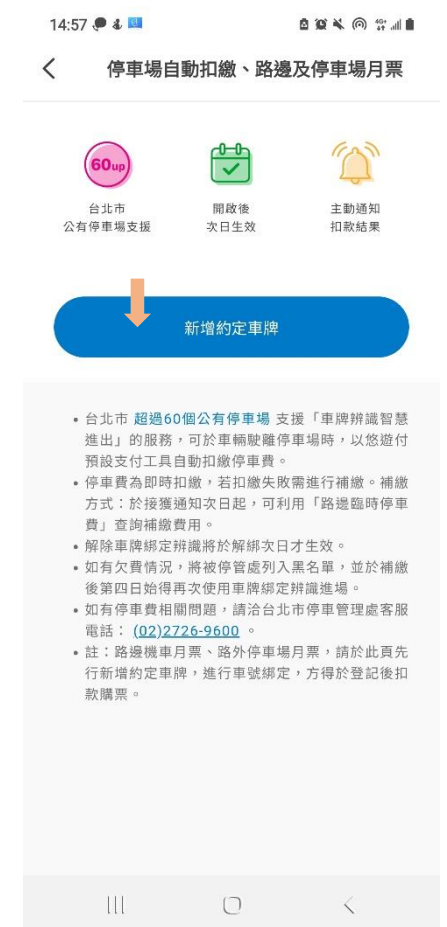 14:57
4G+
停車場自動扣繳、路邊及停車場月票
60up
台北市
公有停車場支援
開啟後
次日生效
主動通知
扣款結果
新增約定車牌
• 台北市 超過60個公有停車場 支援「車牌辨識智慧
進出」的服務,可於車輛駛離停車場時,以悠遊付
預設支付工具自動扣繳停車費。
• 停車費為即時扣繳,若扣繳失敗需進行補繳。補繳
方式:於接獲通知次日起,可利用「路邊臨時停車
費」查詢補繳費用。
• 解除車牌綁定辨識將於解綁次日才生效。
• 如有欠費情況,將被停管處列入黑名單,並於補繳
後第四日始得再次使用車牌綁定辨識進場。
• 如有停車費相關問題,請洽台北市停車管理處客服
電話: (02)2726-9600 。
• 註:路邊機車月票、路外停車場月票,請於此頁先
行新增約定車牌,進行車號綁定,方得於登記後扣
款購票。